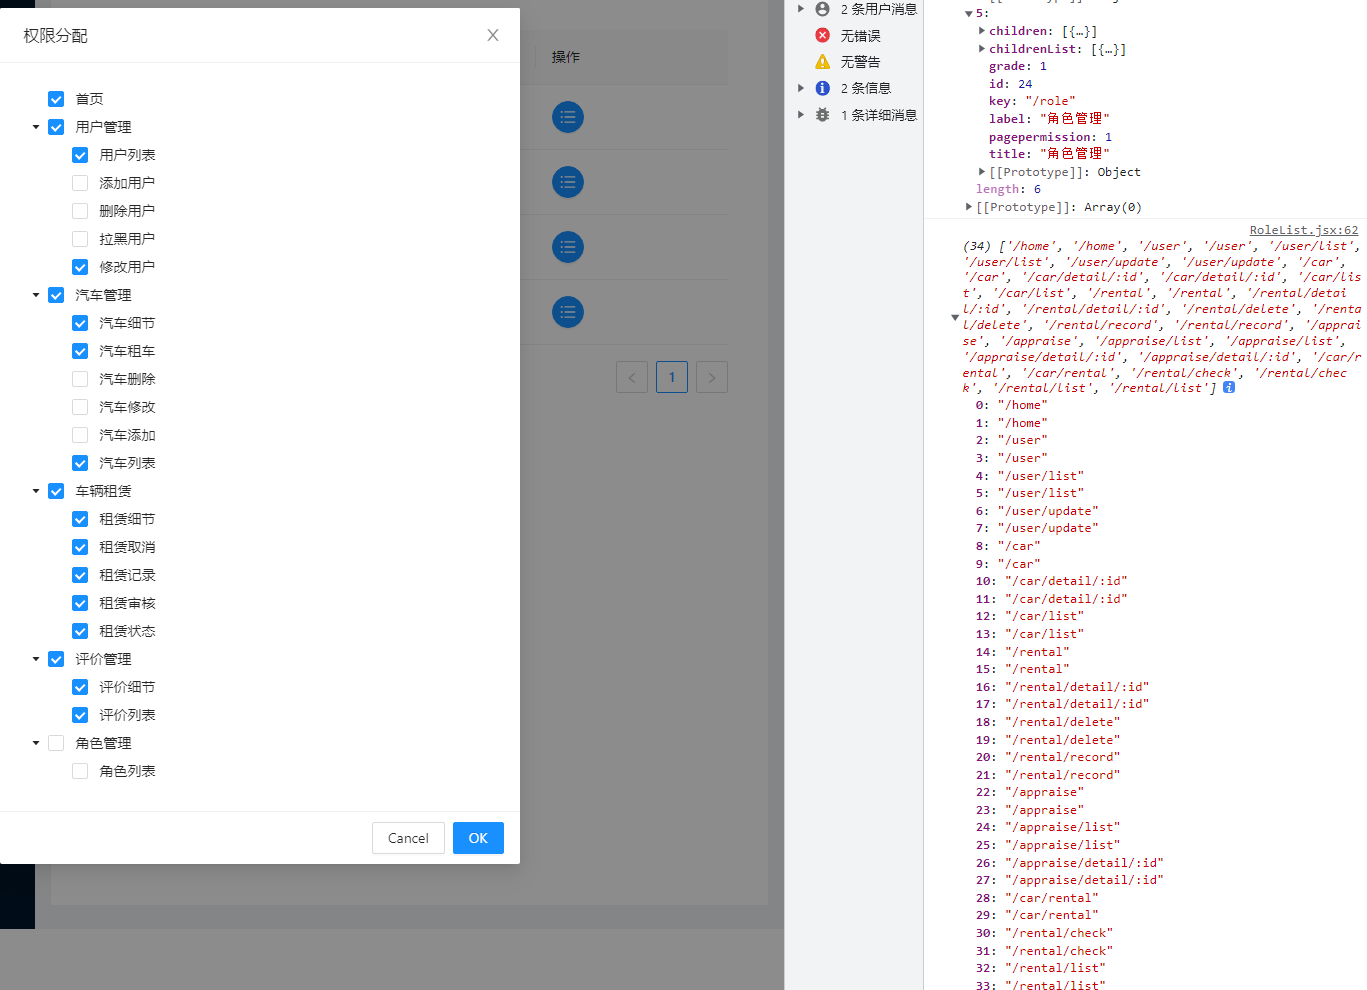 权限分配
首页
用户管理
用户列表
添加用户
删除用户
拉黑用户
修改用户
汽车管理
汽车细节
汽车租车
汽车删除
汽车修改
汽车添加
汽车列表
车辆租赁
租赁细节
租赁取消
租赁记录
租赁审核
租赁状态
评价管理
评价细节
评价列表
角色管理
角色列表
Cancel
OK
操作
<
1
>
2 条用户消息
无错误
无警告
2 条信息
1 条详细消息
5:
children: [{…}]
childrenList: [{…}]
grade: 1
id: 24
key: "/role"
label: "角色管理"
pagepermission: 1
title: "角色管理"
[[Prototype]]: Object
length: 6
[[Prototype]]: Array(0)
RoleList.jsx:62
(34) ['/home', '/home', '/user', '/user', '/user/list',
'/user/list', '/user/update', '/user/update', '/car',
'/car', '/car/detail/:id', '/car/detail/:id', '/car/lis
t', '/car/list', '/rental', '/rental', '/rental/detai
l/:id', '/rental/detail/:id', '/rental/delete', '/renta
l/delete', '/rental/record', '/rental/record', '/apprai
se', '/appraise', '/appraise/list', '/appraise/list',
'/appraise/detail/:id', '/appraise/detail/:id', '/car/r
ental', '/car/rental', '/rental/check', '/rental/chec
k', '/rental/list', '/rental/list'] i
0: "/home"
1: "/home"
2: "/user"
3: "/user"
4: "/user/list"
5: "/user/list"
6: "/user/update"
7: "/user/update"
8: "/car"
9: "/car"
10: "/car/detail/:id"
11: "/car/detail/:id"
12: "/car/list"
13: "/car/list"
14: "/rental"
15: "/rental"
16: "/rental/detail/:id"
17: "/rental/detail/:id"
18: "/rental/delete"
19: "/rental/delete"
20: "/rental/record"
21: "/rental/record"
22: "/appraise"
23: "/appraise"
24: "/appraise/list"
25: "/appraise/list"
26: "/appraise/detail/:id"
27: "/appraise/detail/:id"
28: "/car/rental"
29: "/car/rental"
30: "/rental/check"
31: "/rental/check"
32: "/rental/list"
33: "/rental/list"